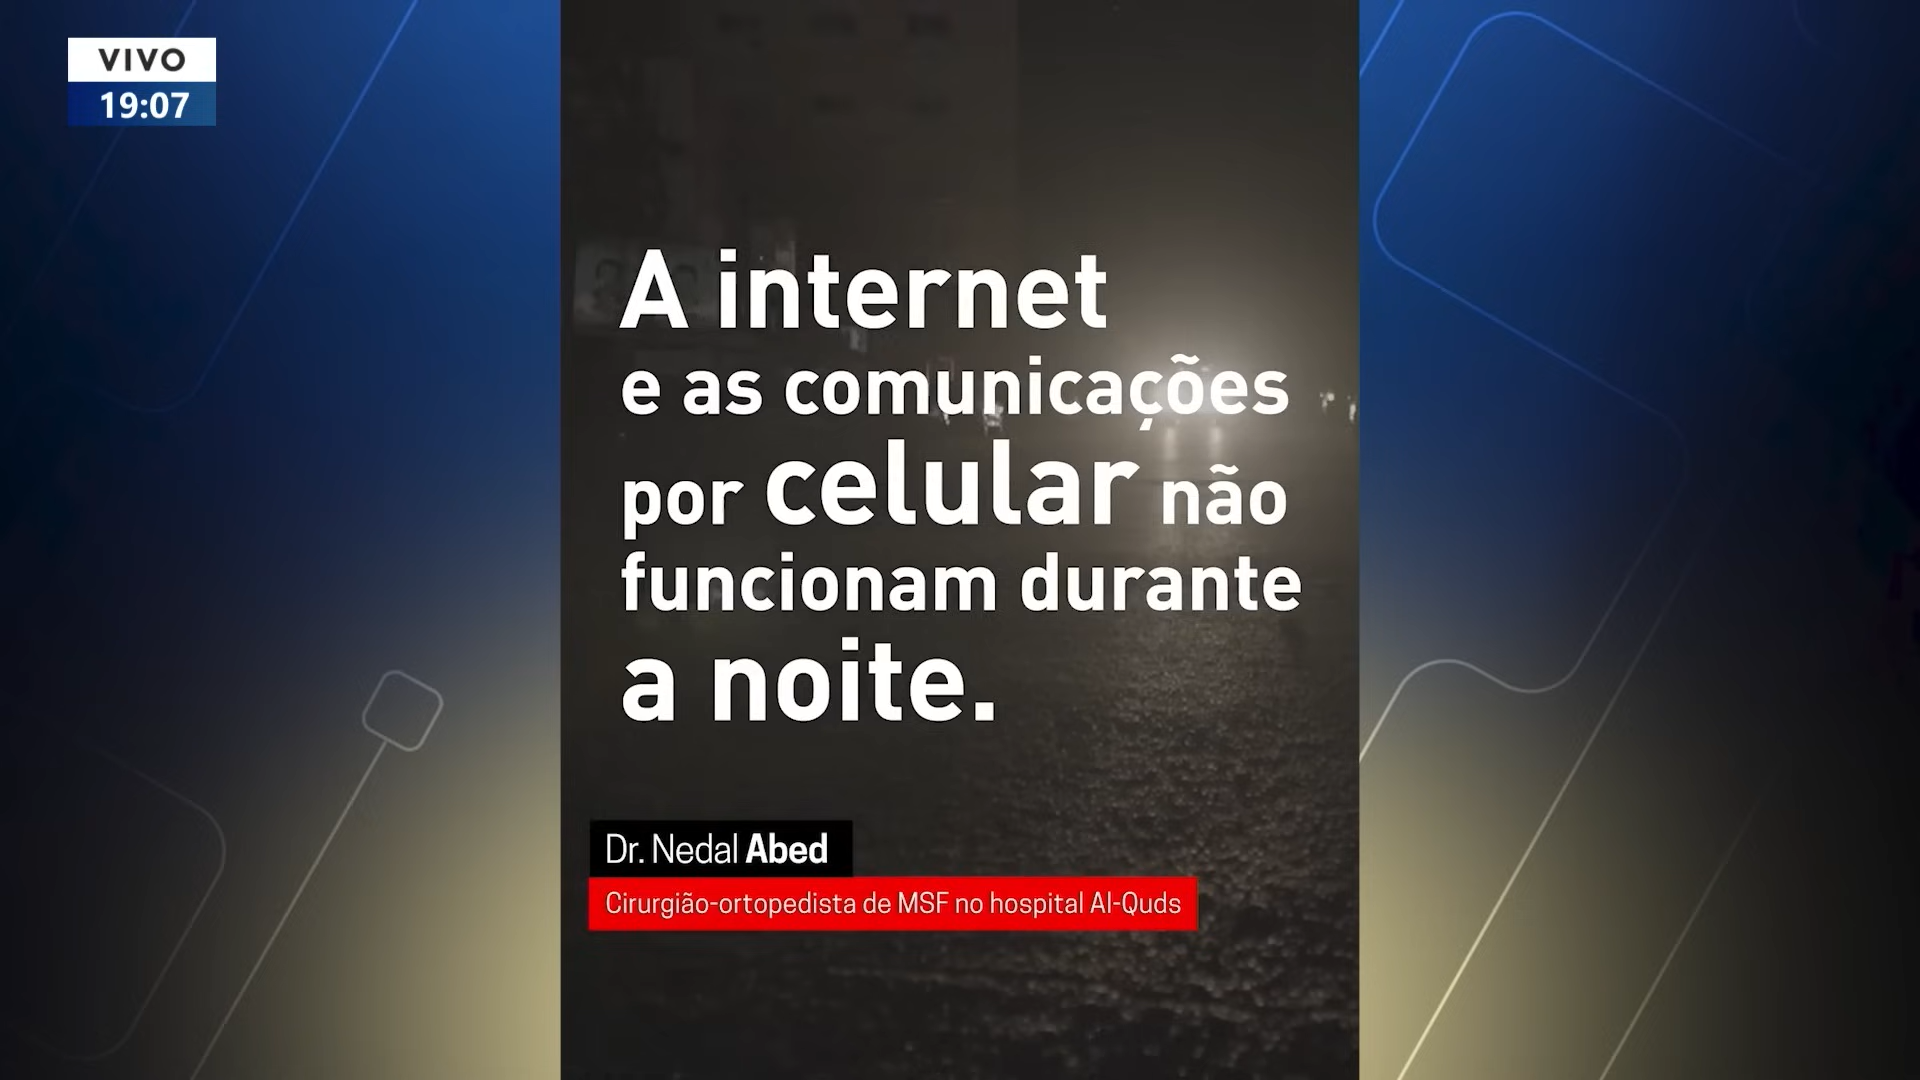 VIVO
19:07
A internet
e as comunicações
por celular não
funcionam durante
a noite.
Dr. Nedal Abed
Cirurgião-ortopedista de MSF no hospital Al-Quds